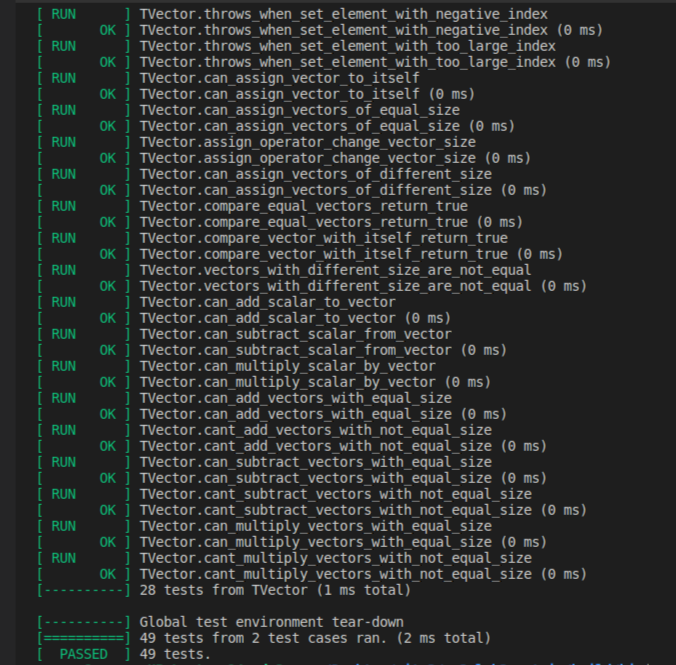 [ RUN      ] TVector.throws_when_set_element_with_negative_index
[       OK ] TVector.throws_when_set_element_with_negative_index (0 ms)
[ RUN      ] TVector.throws_when_set_element_with_too_large_index
[       OK ] TVector.throws_when_set_element_with_too_large_index (0 ms)
[ RUN      ] TVector.can_assign_vector_to_itself
[       OK ] TVector.can_assign_vector_to_itself (0 ms)
[ RUN      ] TVector.can_assign_vectors_of_equal_size
[       OK ] TVector.can_assign_vectors_of_equal_size (0 ms)
[ RUN      ] TVector.assign_operator_change_vector_size
[       OK ] TVector.assign_operator_change_vector_size (0 ms)
[ RUN      ] TVector.can_assign_vectors_of_different_size
[       OK ] TVector.can_assign_vectors_of_different_size (0 ms)
[ RUN      ] TVector.compare_equal_vectors_return_true
[       OK ] TVector.compare_equal_vectors_return_true (0 ms)
[ RUN      ] TVector.compare_vector_with_itself_return_true
[       OK ] TVector.compare_vector_with_itself_return_true (0 ms)
[ RUN      ] TVector.vectors_with_different_size_are_not_equal
[       OK ] TVector.vectors_with_different_size_are_not_equal (0 ms)
[ RUN      ] TVector.can_add_scalar_to_vector
[       OK ] TVector.can_add_scalar_to_vector (0 ms)
[ RUN      ] TVector.can_subtract_scalar_from_vector
[       OK ] TVector.can_subtract_scalar_from_vector (0 ms)
[ RUN      ] TVector.can_multiply_scalar_by_vector
[       OK ] TVector.can_multiply_scalar_by_vector (0 ms)
[ RUN      ] TVector.can_add_vectors_with_equal_size
[       OK ] TVector.can_add_vectors_with_equal_size (0 ms)
[ RUN      ] TVector.cant_add_vectors_with_not_equal_size
[       OK ] TVector.cant_add_vectors_with_not_equal_size (0 ms)
[ RUN      ] TVector.can_subtract_vectors_with_equal_size
[       OK ] TVector.can_subtract_vectors_with_equal_size (0 ms)
[ RUN      ] TVector.cant_subtract_vectors_with_not_equal_size
[       OK ] TVector.cant_subtract_vectors_with_not_equal_size (0 ms)
[ RUN      ] TVector.can_multiply_vectors_with_equal_size
[       OK ] TVector.can_multiply_vectors_with_equal_size (0 ms)
[ RUN      ] TVector.cant_multiply_vectors_with_not_equal_size
[       OK ] TVector.cant_multiply_vectors_with_not_equal_size (0 ms)
[----------] 28 tests from TVector (1 ms total)
[----------] Global test environment tear-down
[==========] 49 tests from 2 test cases ran. (2 ms total)
[  PASSED  ] 49 tests.